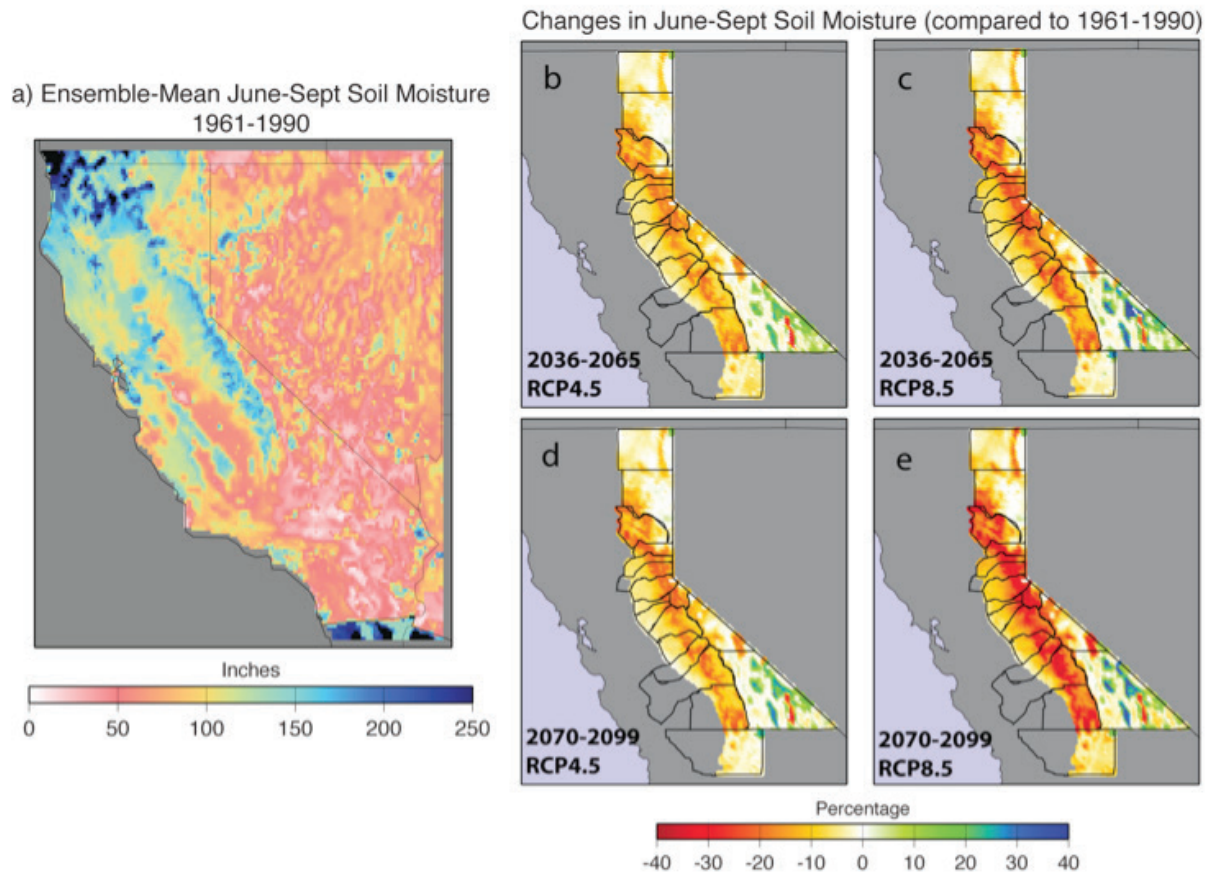 Changes in June-Sept Soil Moisture (compared to 1961-1990)
a) Ensemble-Mean June-Sept Soil Moisture
1961-1990
b
c
2036-2065
RCP4.5
2036-2065
RCP8.5
d
e
2070-2099
RCP4.5
2070-2099
RCP8.5
Inches
0 50 100 150 200 250
Percentage
-40 -30 -20 -10 0 10 20 30 40